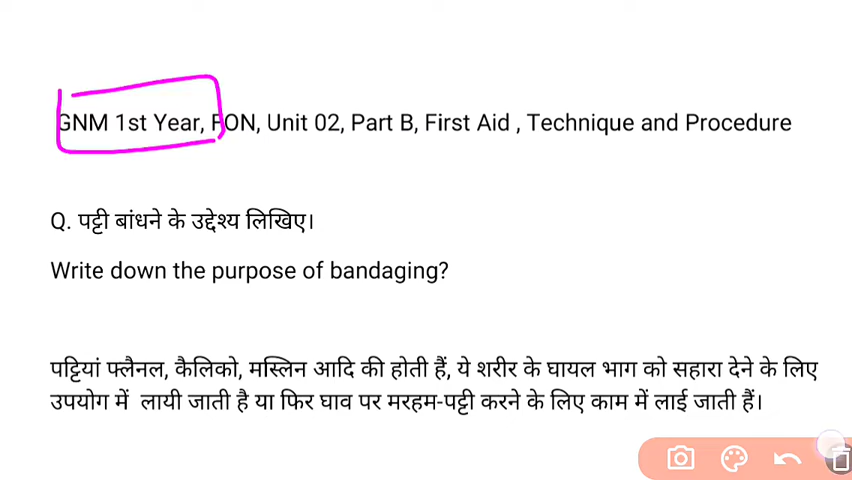 GNM 1st Year, FON, Unit 02, Part B, First Aid , Technique and Procedure
Q. पट्टी बांधने के उद्देश्य लिखिए।
Write down the purpose of bandaging?
पट्टियां फ्लैनल, कैलिको, मस्लिन आदि की होती हैं, ये शरीर के घायल भाग को सहारा देने के लिए
उपयोग में लायी जाती है या फिर घाव पर मरहम-पट्टी करने के लिए काम में लाई जाती हैं।